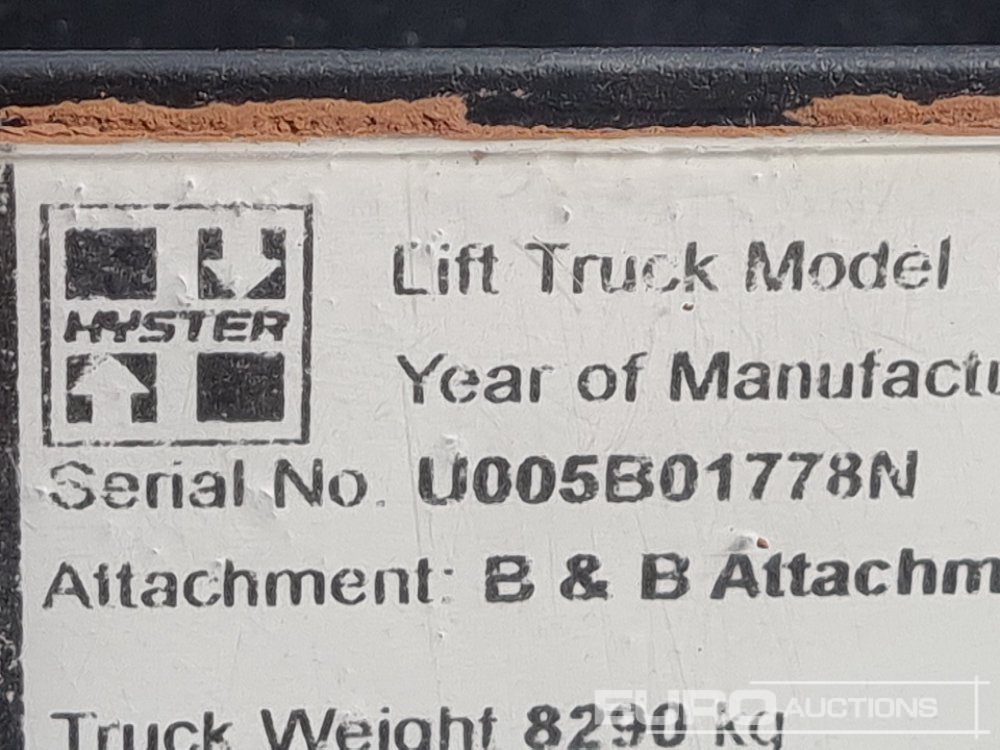 HYSTER
Lift Truck Model
Year of Manufactu
Serial No. U005B01778N
Attachment: B & B Attachm
Truck Weight 8290 kg
EURO AUCTIONS